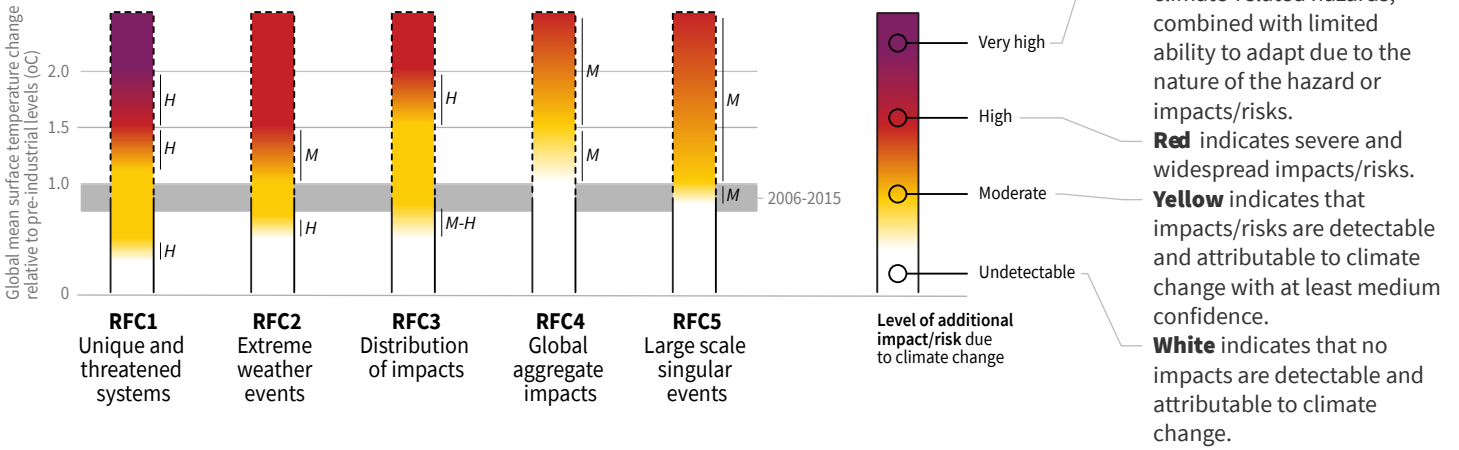 Global mean surface temperature change
relative to pre-industrial levels (oC)
2.0
1.5
1.0
0
H
H
H
M
H
H
M-H
M
M
M
M
2006-2015
RFC1
Unique and
threatened
systems
RFC2
Extreme
weather
events
RFC3
Distribution
of impacts
RFC4
Global
aggregate
impacts
RFC5
Large scale
singular
events
Very high
High
Moderate
Undetectable
Level of additional
impact/risk due
to climate change
climate-related hazards,
combined with limited
ability to adapt due to the
nature of the hazard or
impacts/risks.
Red indicates severe and
widespread impacts/risks.
Yellow indicates that
impacts/risks are detectable
and attributable to climate
change with at least medium
confidence.
White indicates that no
impacts are detectable and
attributable to climate
change.